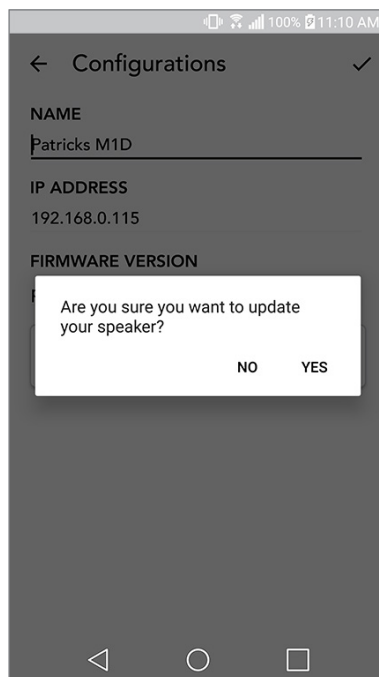 100% 11:10 AM
Configurations
NAME
Patricks M1D
IP ADDRESS
192.168.0.115
FIRMWARE VERSION
Are you sure you want to update
your speaker?
NO YES